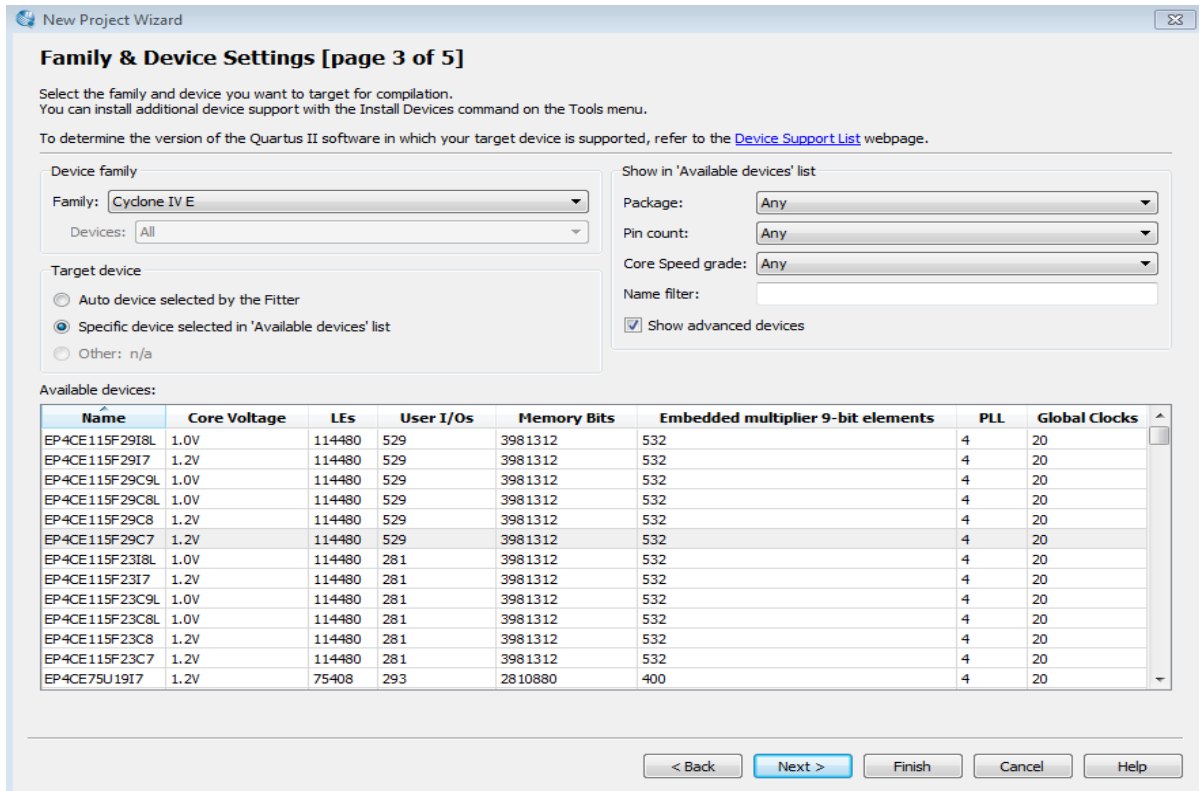 New Project Wizard
Family & Device Settings [page 3 of 5]
Select the family and device you want to target for compilation.
You can install additional device support with the Install Devices command on the Tools menu.
To determine the version of the Quartus II software in which your target device is supported, refer to the Device Support List webpage.
Device family
Family: Cyclone IV E
Devices: All
Target device
Auto device selected by the Fitter
Specific device selected in 'Available devices' list
Other: n/a
Show in 'Available devices' list
Package: Any
Pin count: Any
Core Speed grade: Any
Name filter:
Show advanced devices
Available devices:
Name Core Voltage LEs User I/Os Memory Bits Embedded multiplier 9-bit elements PLL Global Clocks
EP4CE115F29I8L 1.0V 114480 529 3981312 532 4 20
EP4CE115F29I7 1.2V 114480 529 3981312 532 4 20
EP4CE115F29C9L 1.0V 114480 529 3981312 532 4 20
EP4CE115F29C8L 1.0V 114480 529 3981312 532 4 20
EP4CE115F29C8 1.2V 114480 529 3981312 532 4 20
EP4CE115F29C7 1.2V 114480 529 3981312 532 4 20
EP4CE115F23I8L 1.0V 114480 281 3981312 532 4 20
EP4CE115F23I7 1.2V 114480 281 3981312 532 4 20
EP4CE115F23C9L 1.0V 114480 281 3981312 532 4 20
EP4CE115F23C8L 1.0V 114480 281 3981312 532 4 20
EP4CE115F23C8 1.2V 114480 281 3981312 532 4 20
EP4CE115F23C7 1.2V 114480 281 3981312 532 4 20
EP4CE75U19I7 1.2V 75408 293 2810880 400 4 20
< Back Next > Finish Cancel Help